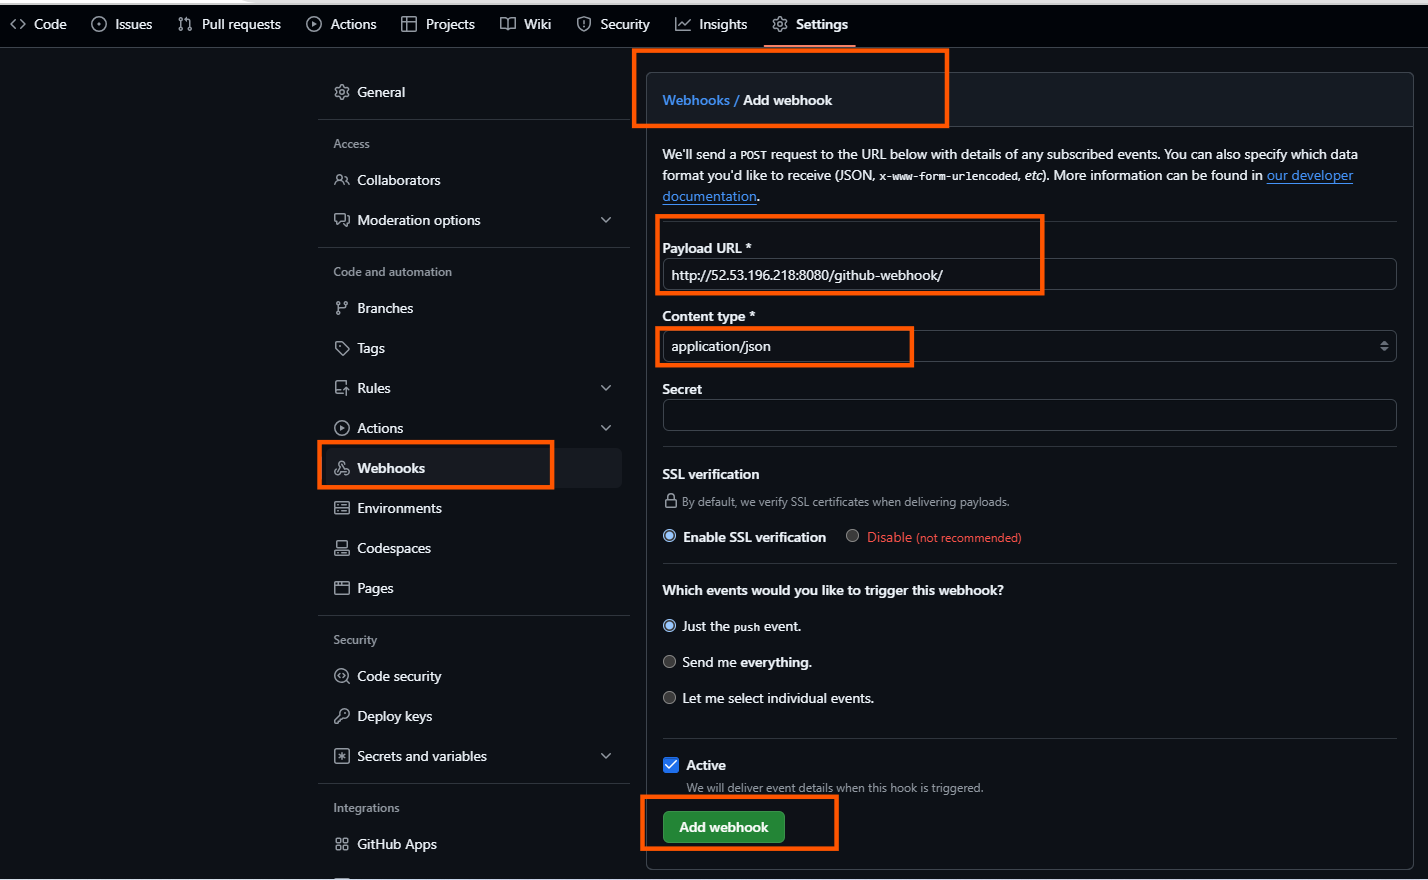 Code Issues Pull requests Actions Projects Wiki Security Insights Settings
General
Access
Collaborators
Moderation options
Code and automation
Branches
Tags
Rules
Actions
Webhooks
Environments
Codespaces
Pages
Security
Code security
Deploy keys
Secrets and variables
Integrations
GitHub Apps
Webhooks / Add webhook
We'll send a POST request to the URL below with details of any subscribed events. You can also specify which data
format you'd like to receive (JSON, x-www-form-urlencoded, etc). More information can be found in our developer
documentation.
Payload URL *
http://52.53.196.218:8080/github-webhook/
Content type *
application/json
Secret
SSL verification
By default, we verify SSL certificates when delivering payloads.
Enable SSL verification Disable (not recommended)
Which events would you like to trigger this webhook?
Just the push event.
Send me everything.
Let me select individual events.
Active
We will deliver event details when this hook is triggered.
Add webhook